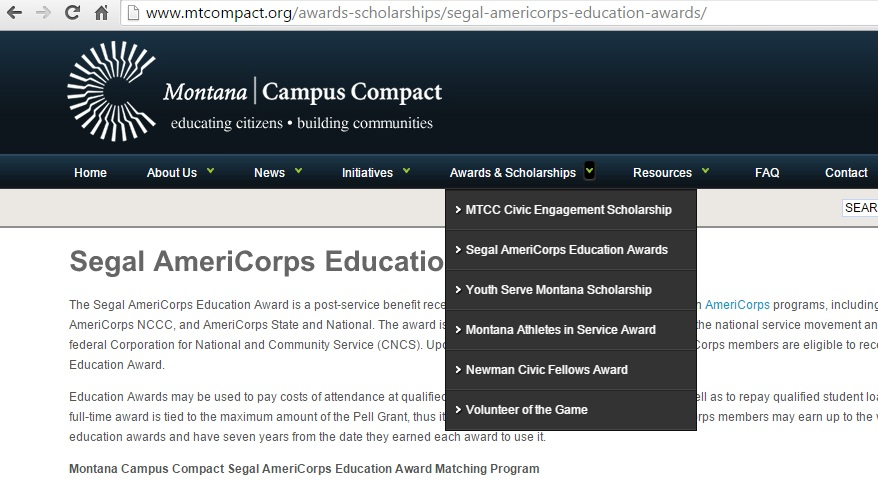 www.mtcompact.org/awards-scholarships/segal-americorps-education-awards/
Montana | Campus Compact
educating citizens • building communities
Home About Us News Initiatives Awards & Scholarships Resources FAQ Contact
MTCC Civic Engagement Scholarship
Segal AmeriCorps Education Awards
Youth Serve Montana Scholarship
Montana Athletes in Service Award
Newman Civic Fellows Award
Volunteer of the Game
SEAR
Segal AmeriCorps Educatio
The Segal AmeriCorps Education Award is a post-service benefit rece AmeriCorps programs, including
AmeriCorps NCCC, and AmeriCorps State and National. The award is the national service movement an
federal Corporation for National and Community Service (CNCS). Upo Corps members are eligible to rece
Education Award.
Education Awards may be used to pay costs of attendance at qualified ell as to repay qualified student loa
full-time award is tied to the maximum amount of the Pell Grant, thus it rps members may earn up to the v
education awards and have seven years from the date they earned each award to use it.
Montana Campus Compact Segal AmeriCorps Education Award Matching Program